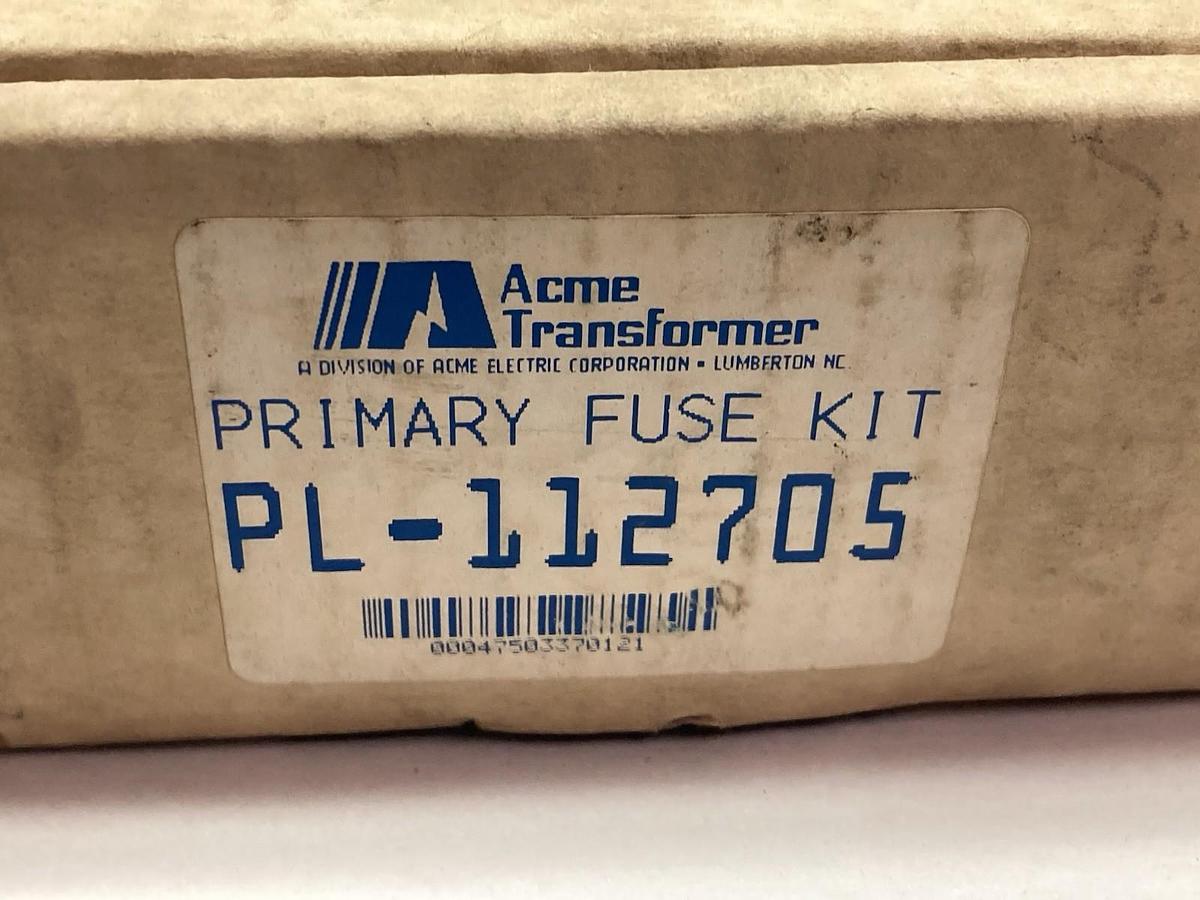 Acme
Transformer
A DIVISION OF ACME ELECTRIC CORPORATION • LUMBERTON NC.
PRIMARY FUSE KIT
PL-112705
00047503370121